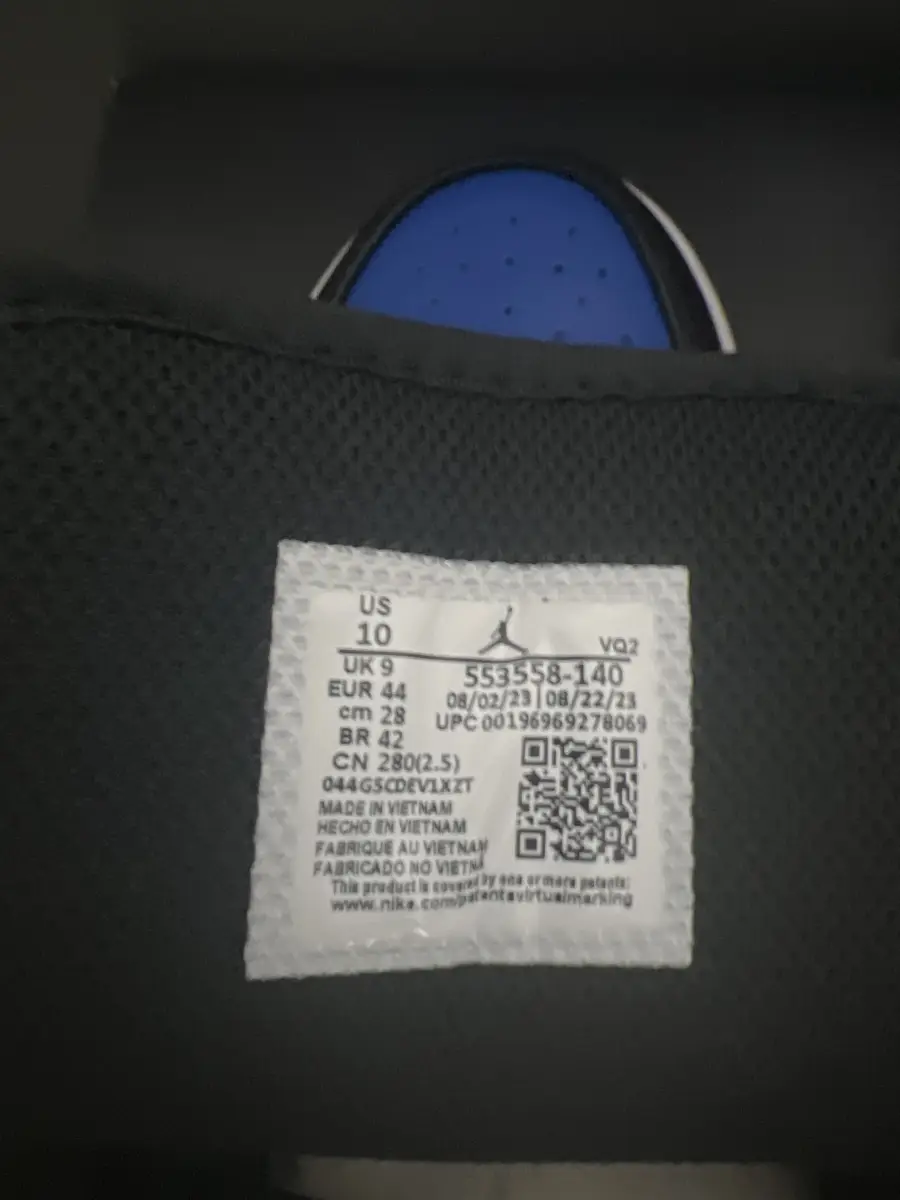 US
10
VQ2
UK 9
EUR 44
cm 28
BR 42
CN 280(2.5)
553558-140
08/02/23|08/22/23
UPC 00196969278069
044G5CDEV1XZT
MADE IN VIETNAM
HECHO EN VIETNAM
FABRIQUE AU VIETNAM
FABRICADO NO VIETNA
This product is covered by one or more patents:
www.nike.com/patentavirtualmarking